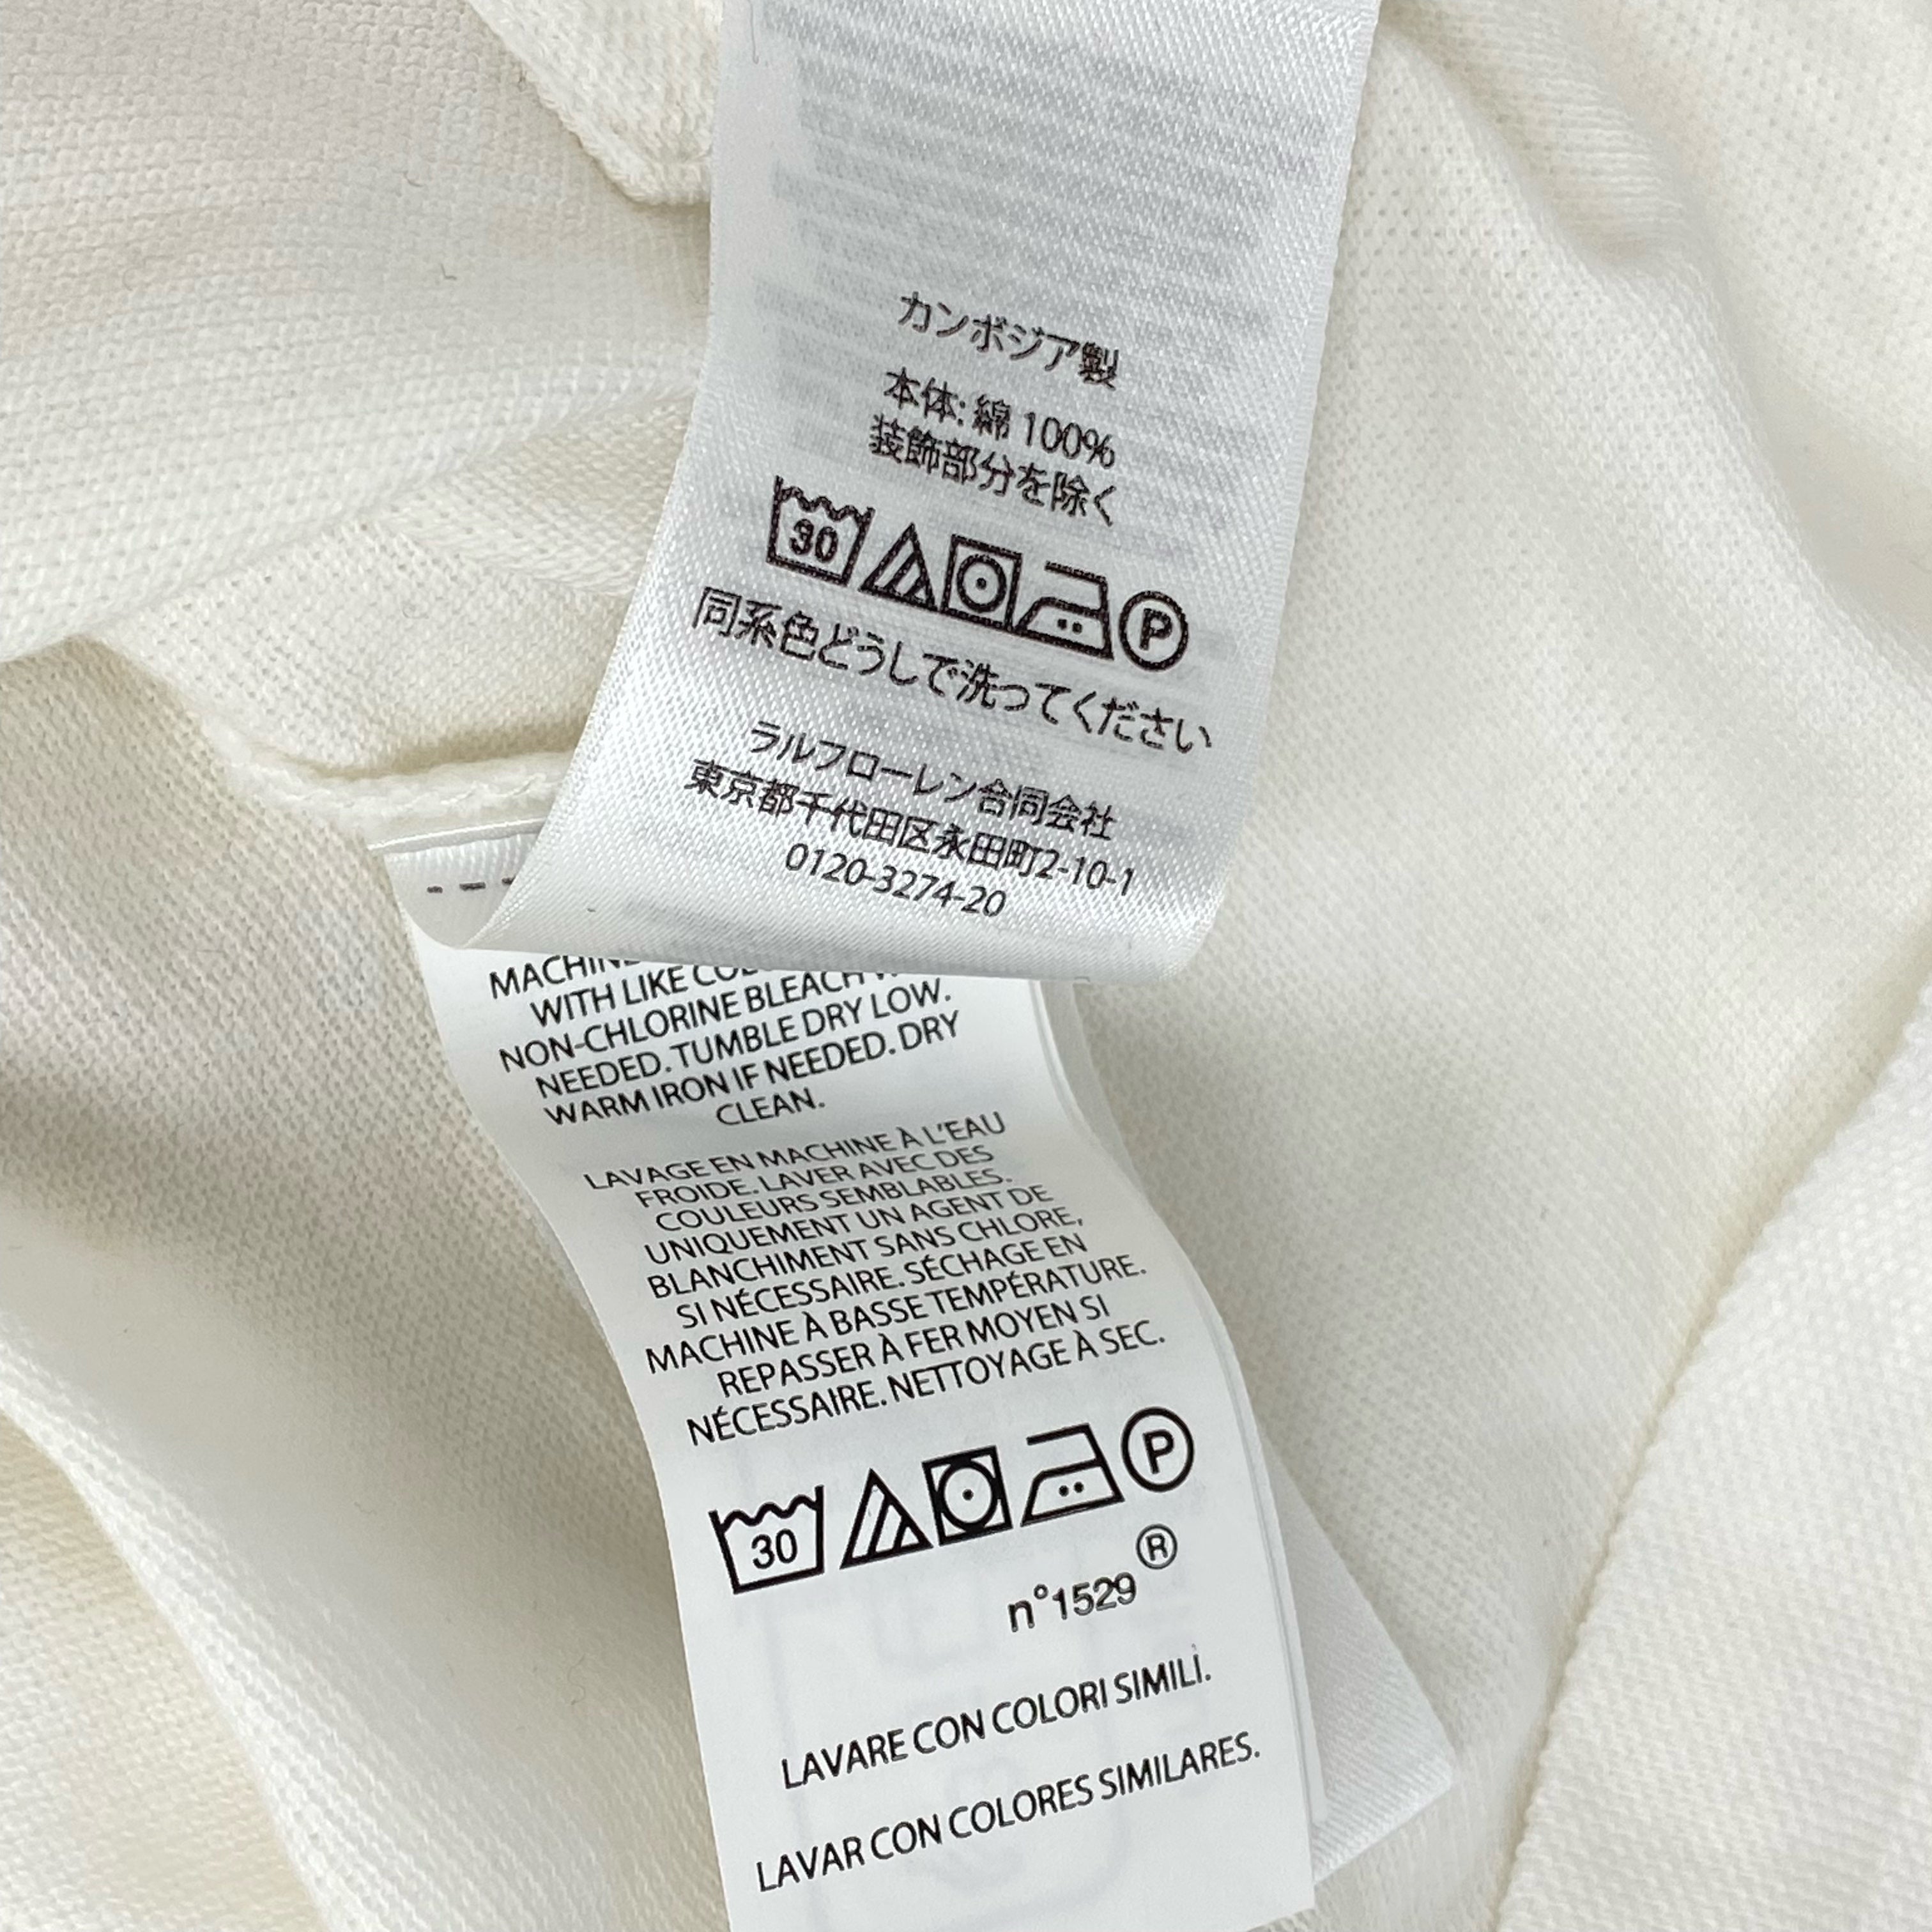 カンボジア製
本体: 綿 100%
装飾部分を除く
30
P
同系色どうしで洗ってください
ラルフローレン合同会社
東京都千代田区永田町2-10-1
0120-3274-20
WITH LIKE
NON-CHLORINE BLEACH
NEEDED. TUMBLE DRY LOW.
WARM IRON IF NEEDED. DRY
CLEAN.
LAVAGE EN MACHINE À L'EAU
FROIDE. LAVER AVEC DES
COULEURS SEMBLABLES.
UNIQUEMENT UN AGENT DE
BLANCHIMENT SANS CHLORE,
SI NÉCESSAIRE. SÉCHAGE EN
MACHINE À BASSE TEMPÉRATURE.
REPASSER À FER MOYEN SI
NÉCESSAIRE. NETTOYAGE À SEC.
30
P
n°1529 ®
LAVARE CON COLORI SIMILI.
LAVAR CON COLORES SIMILARES.